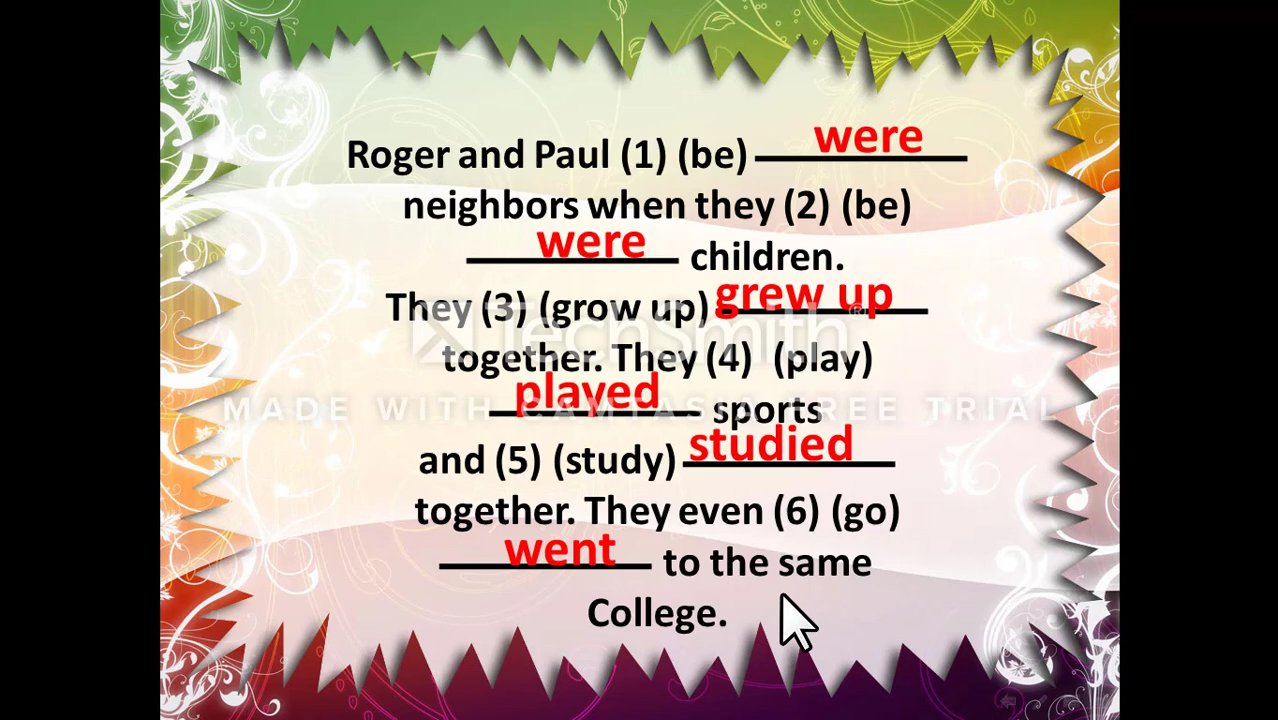 Roger and Paul (1) (be) were
neighbors when they (2) (be)
were children.
They (3) (grow up) grew up
together. They (4) (play)
played sports
and (5) (study) studied
together. They even (6) (go)
went to the same
College.
TechSmith®
MADE WITH CAMTASIA FREE TRIAL